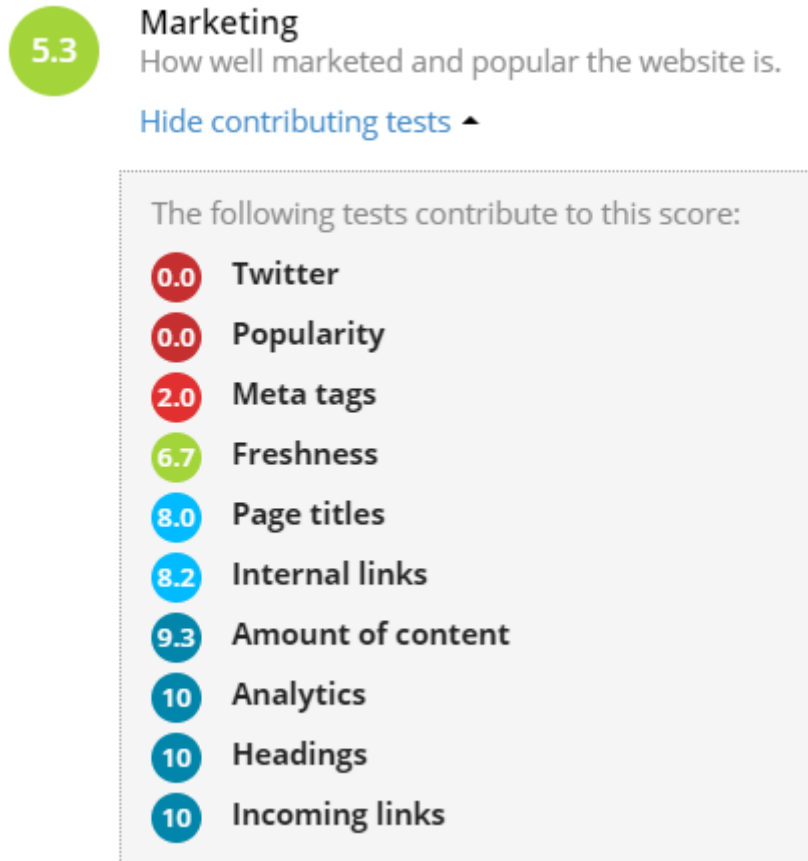 5.3 Marketing
How well marketed and popular the website is.
Hide contributing tests
The following tests contribute to this score:
0.0 Twitter
0.0 Popularity
2.0 Meta tags
6.7 Freshness
8.0 Page titles
8.2 Internal links
9.3 Amount of content
10 Analytics
10 Headings
10 Incoming links